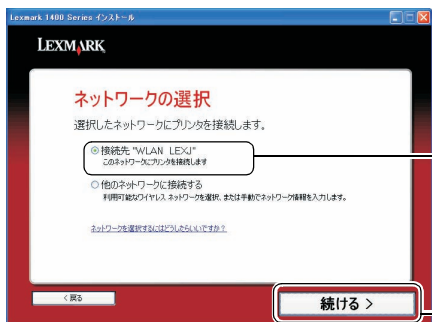 Lexmark 1400 Series インストール
LEXMARK
ネットワークの選択
選択したネットワークにプリンタを接続します。
接続先 "WLAN LEXJ"
このネットワークにプリンタを接続します
他のネットワークに接続する
利用可能なワイヤレス ネットワークを選択、または手動でネットワーク情報を入力します。
ネットワークを選択するにはどうしたらいいですか?
< 戻る
続ける >